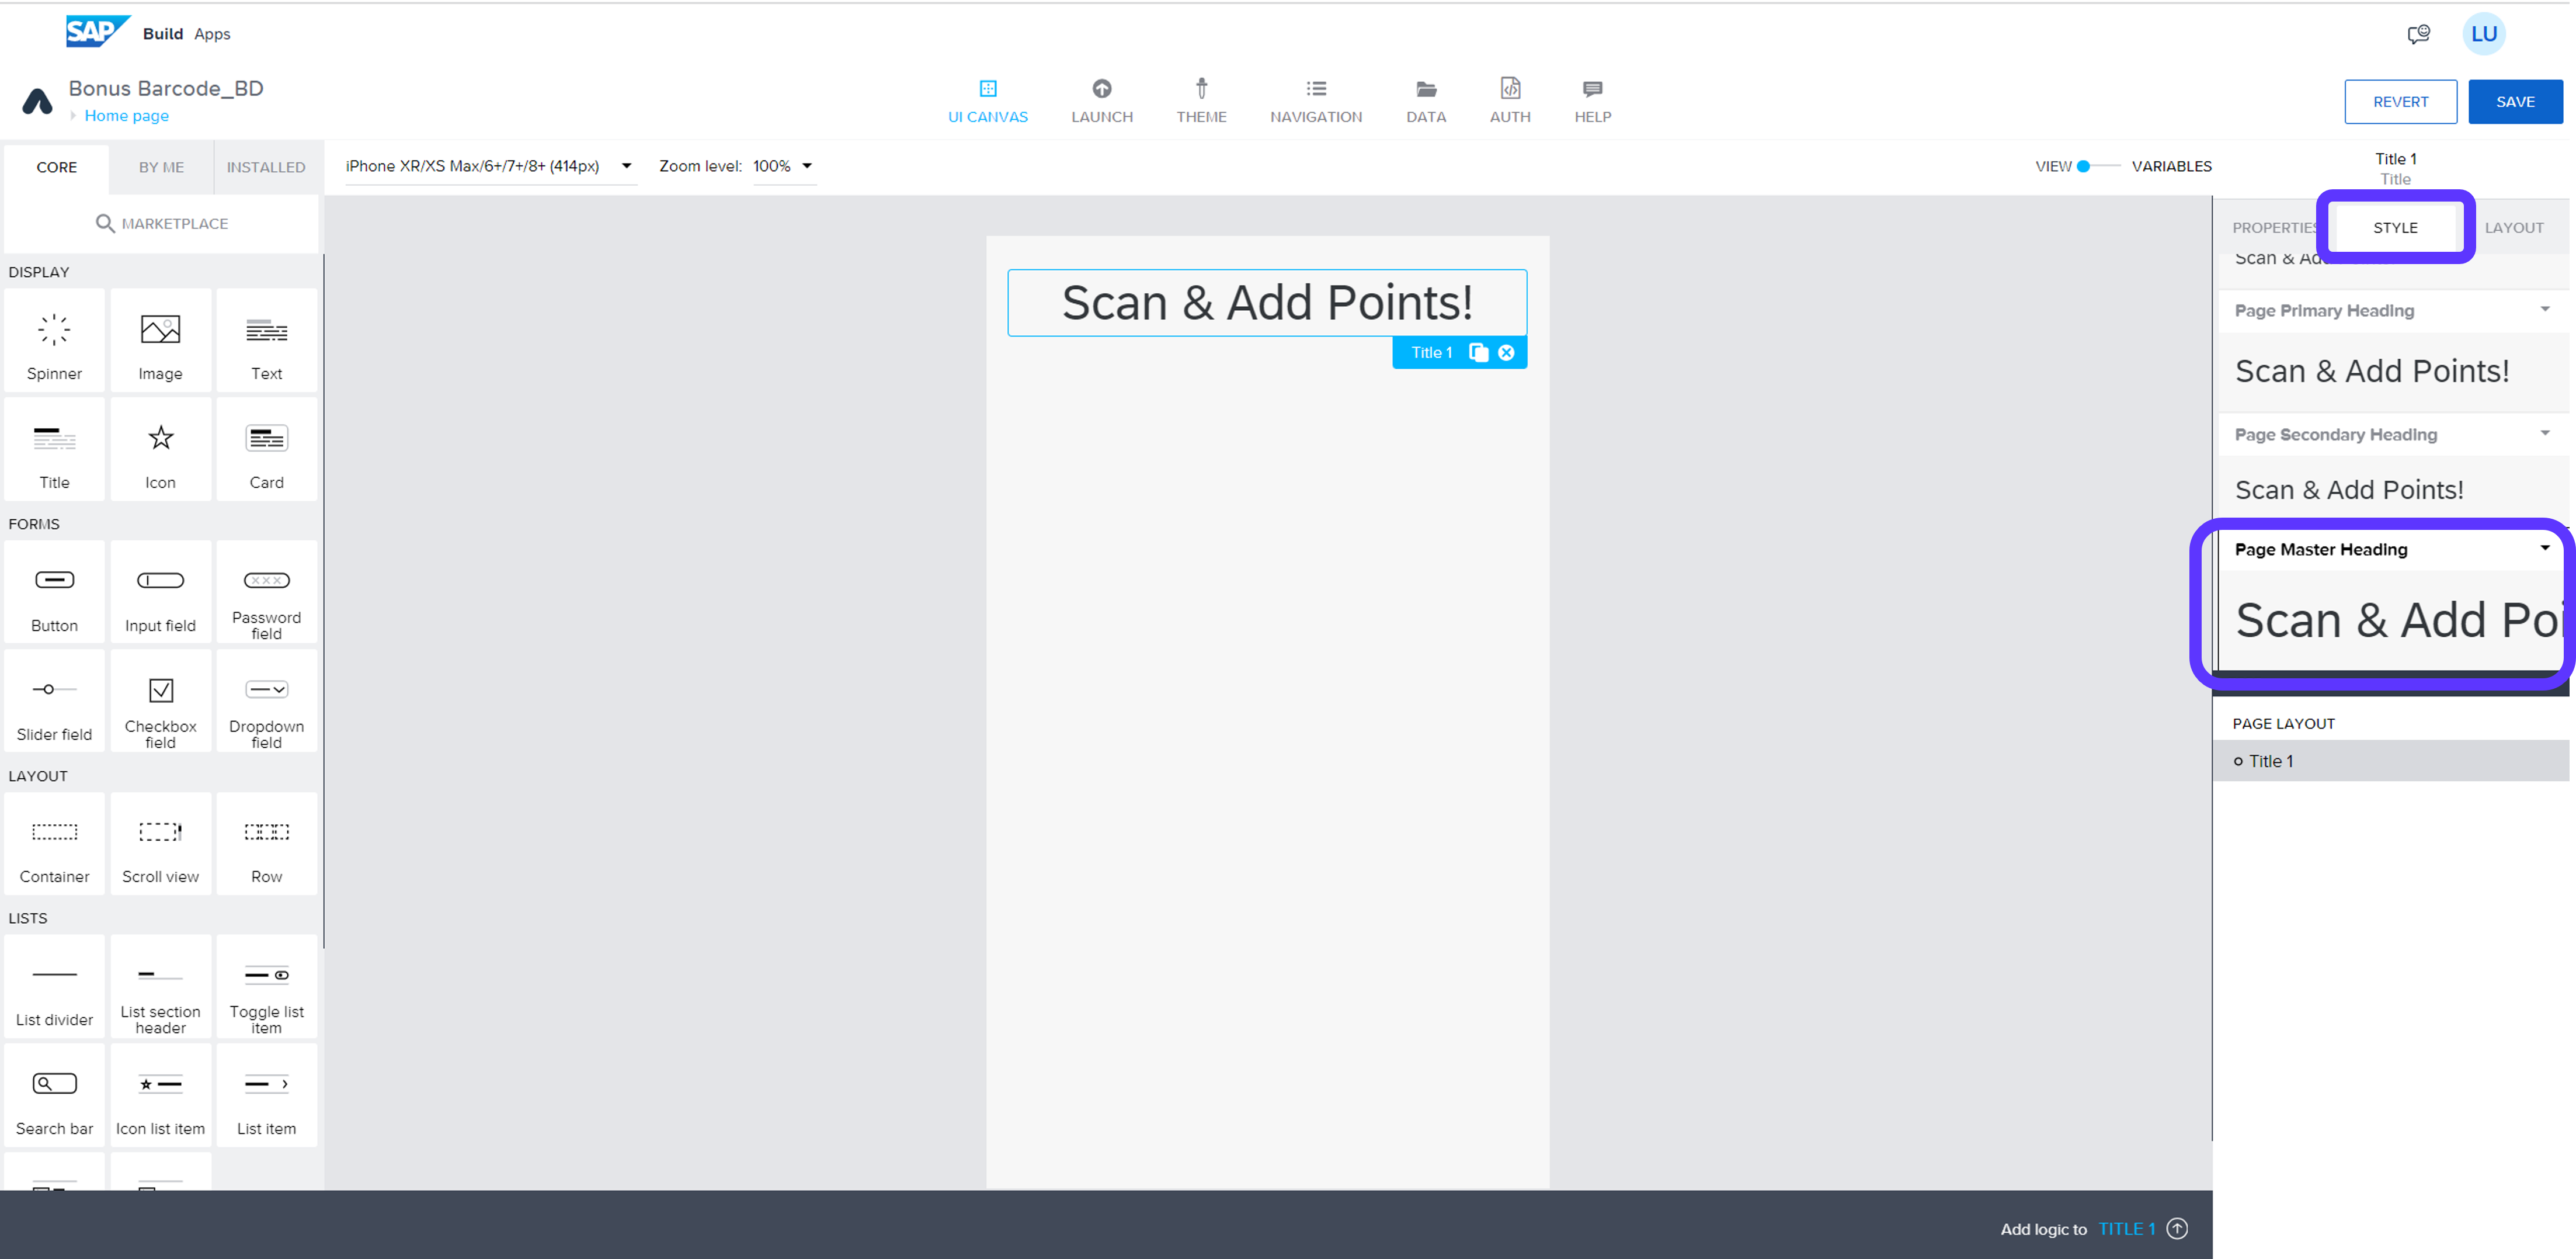 SAP Build Apps
LU
Bonus Barcode_BD
Home page
UI CANVAS
LAUNCH
THEME
NAVIGATION
DATA
AUTH
HELP
REVERT
SAVE
CORE
BY ME
INSTALLED
MARKETPLACE
iPhone XR/XS Max/6+/7+/8+ (414px)
Zoom level: 100%
VIEW
VARIABLES
Title 1
Title
PROPERTIES
STYLE
LAYOUT
DISPLAY
Spinner
Image
Text
Title
Icon
Card
FORMS
Button
Input field
Password
field
Slider field
Checkbox
field
Dropdown
field
LAYOUT
Container
Scroll view
Row
LISTS
List divider
List section
header
Toggle list
item
Search bar
Icon list item
List item
Scan & Add Points!
Title 1
Scan & Ad
Page Primary Heading
Scan & Add Points!
Page Secondary Heading
Scan & Add Points!
Page Master Heading
Scan & Add Poi
PAGE LAYOUT
Title 1
Add logic to TITLE 1